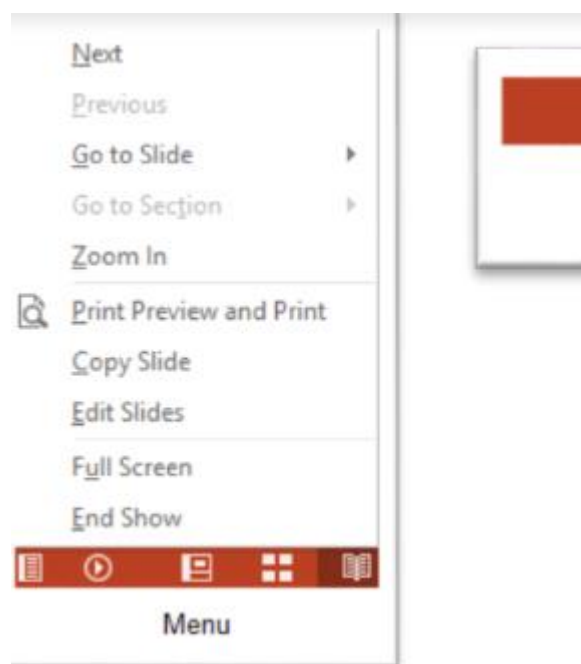 Next
Previous
Go to Slide
Go to Section
Zoom In
Print Preview and Print
Copy Slide
Edit Slides
Full Screen
End Show
Menu